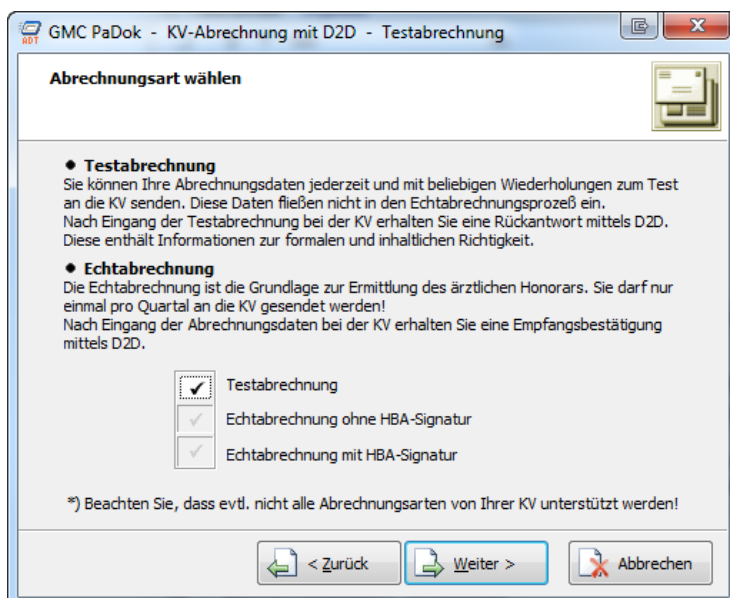 GMC PaDok - KV-Abrechnung mit D2D - Testabrechnung
ADT
Abrechnungsart wählen
• Testabrechnung
Sie können Ihre Abrechnungsdaten jederzeit und mit beliebigen Wiederholungen zum Test
an die KV senden. Diese Daten fließen nicht in den Echtabrechnungsprozeß ein.
Nach Eingang der Testabrechnung bei der KV erhalten Sie eine Rückantwort mittels D2D.
Diese enthält Informationen zur formalen und inhaltlichen Richtigkeit.
• Echtabrechnung
Die Echtabrechnung ist die Grundlage zur Ermittlung des ärztlichen Honorars. Sie darf nur
einmal pro Quartal an die KV gesendet werden!
Nach Eingang der Abrechnungsdaten bei der KV erhalten Sie eine Empfangsbestätigung
mittels D2D.
Testabrechnung
Echtabrechnung ohne HBA-Signatur
Echtabrechnung mit HBA-Signatur
*) Beachten Sie, dass evtl. nicht alle Abrechnungsarten von Ihrer KV unterstützt werden!
< Zurück
Weiter >
Abbrechen